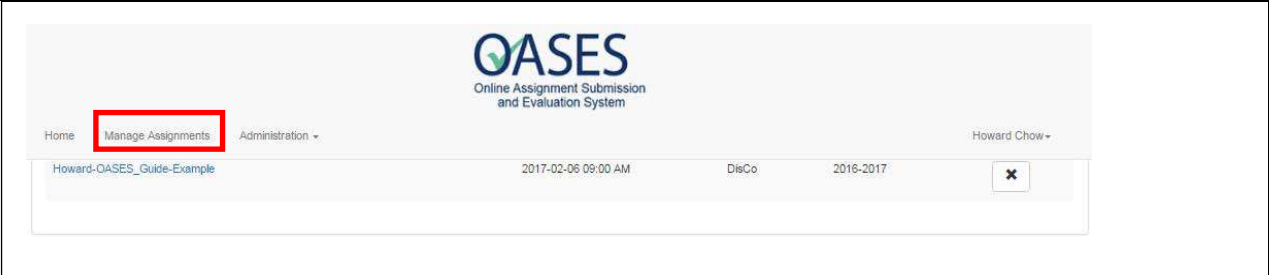 OASES
Online Assignment Submission
and Evaluation System
Home Manage Assignments Administration Howard Chow
Howard-OASES_Guide-Example 2017-02-06 09:00 AM DisCo 2016-2017